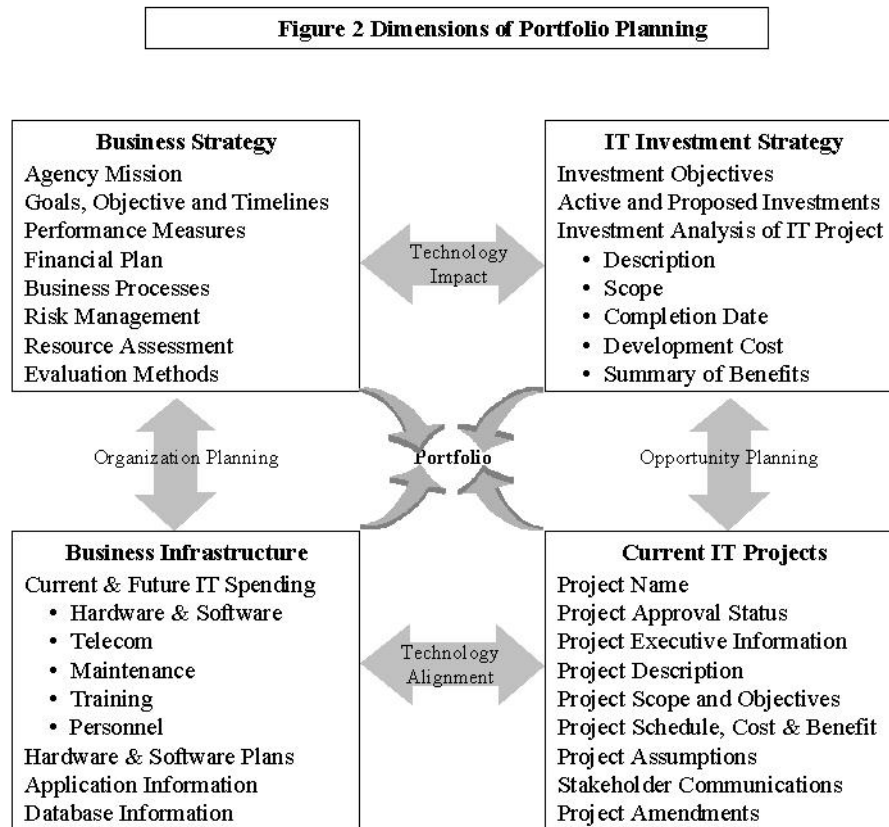 Figure 2 Dimensions of Portfolio Planning
Business Strategy
Agency Mission
Goals, Objective and Timelines
Performance Measures
Financial Plan
Business Processes
Risk Management
Resource Assessment
Evaluation Methods
Technology
Impact
IT Investment Strategy
Investment Objectives
Active and Proposed Investments
Investment Analysis of IT Project
• Description
• Scope
• Completion Date
• Development Cost
• Summary of Benefits
Organization Planning
Portfolio
Opportunity Planning
Business Infrastructure
Current & Future IT Spending
• Hardware & Software
• Telecom
• Maintenance
• Training
• Personnel
Hardware & Software Plans
Application Information
Database Information
Technology
Alignment
Current IT Projects
Project Name
Project Approval Status
Project Executive Information
Project Description
Project Scope and Objectives
Project Schedule, Cost & Benefit
Project Assumptions
Stakeholder Communications
Project Amendments